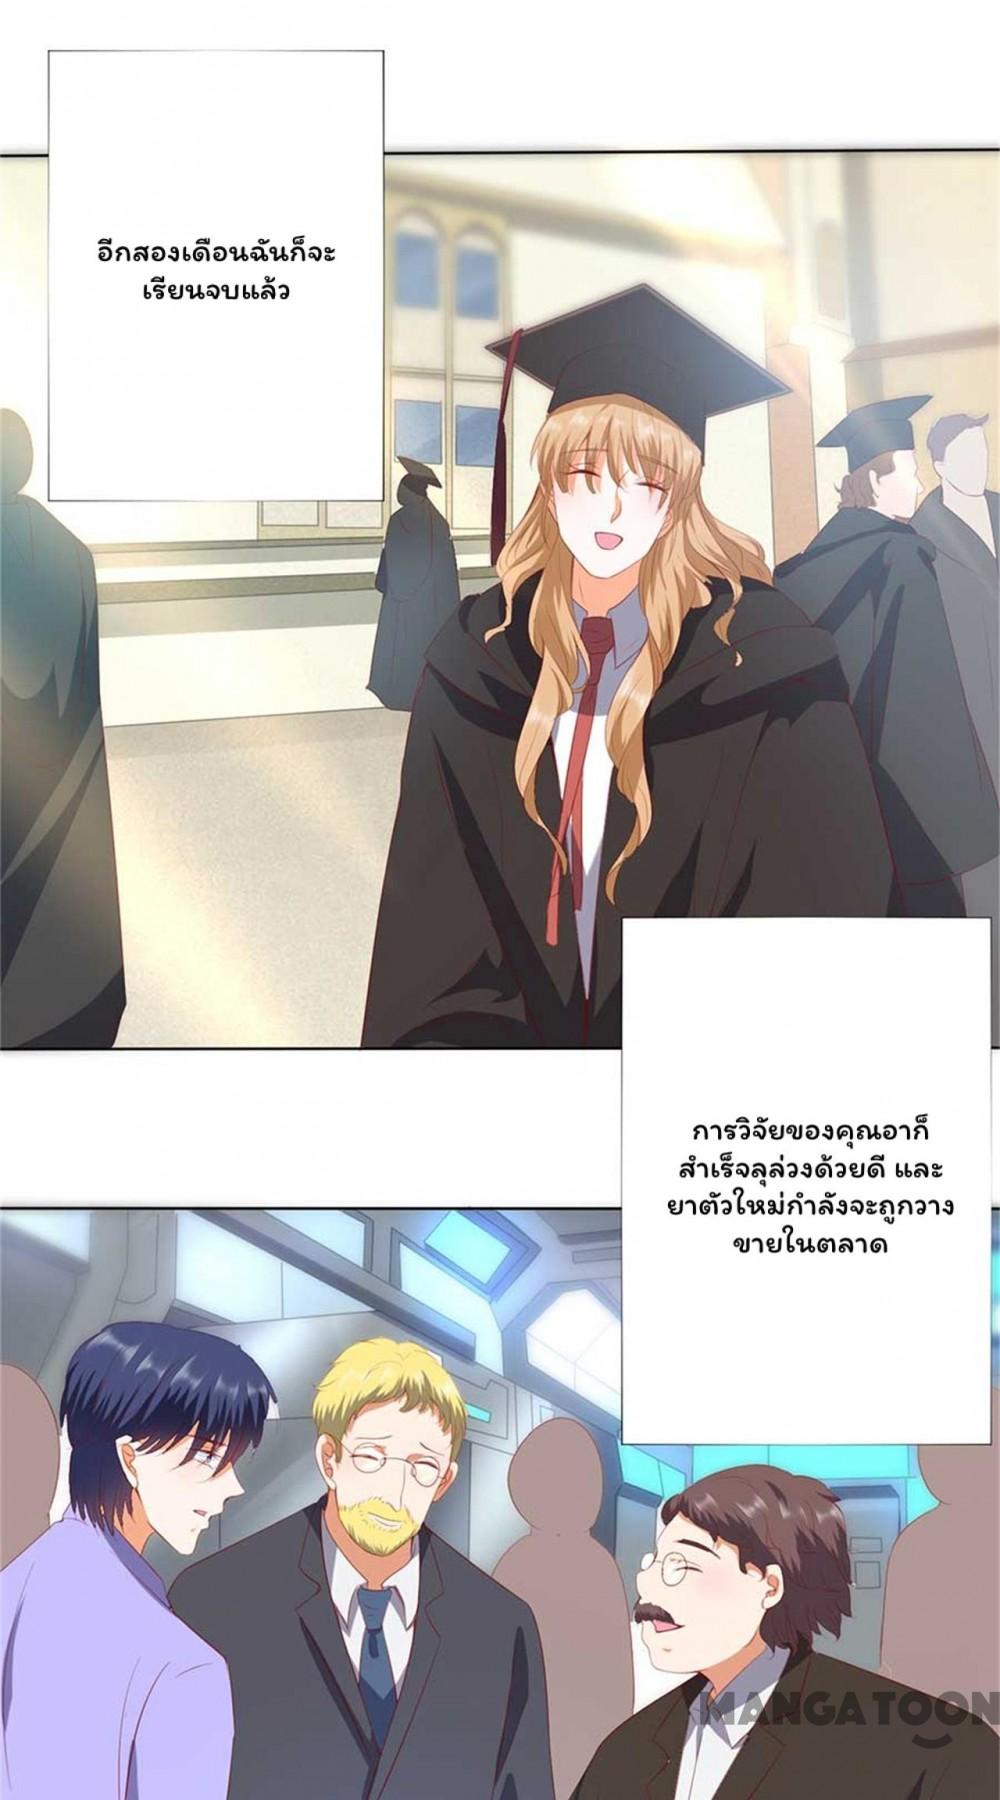 อีกสองเดือนฉันก็จะ
เรียนจบแล้ว
การวิจัยของคุณอาก็
สำเร็จลุล่วงด้วยดี และ
ยาตัวใหม่กำลังจะถูกวาง
ขายในตลาด
MANGATOON